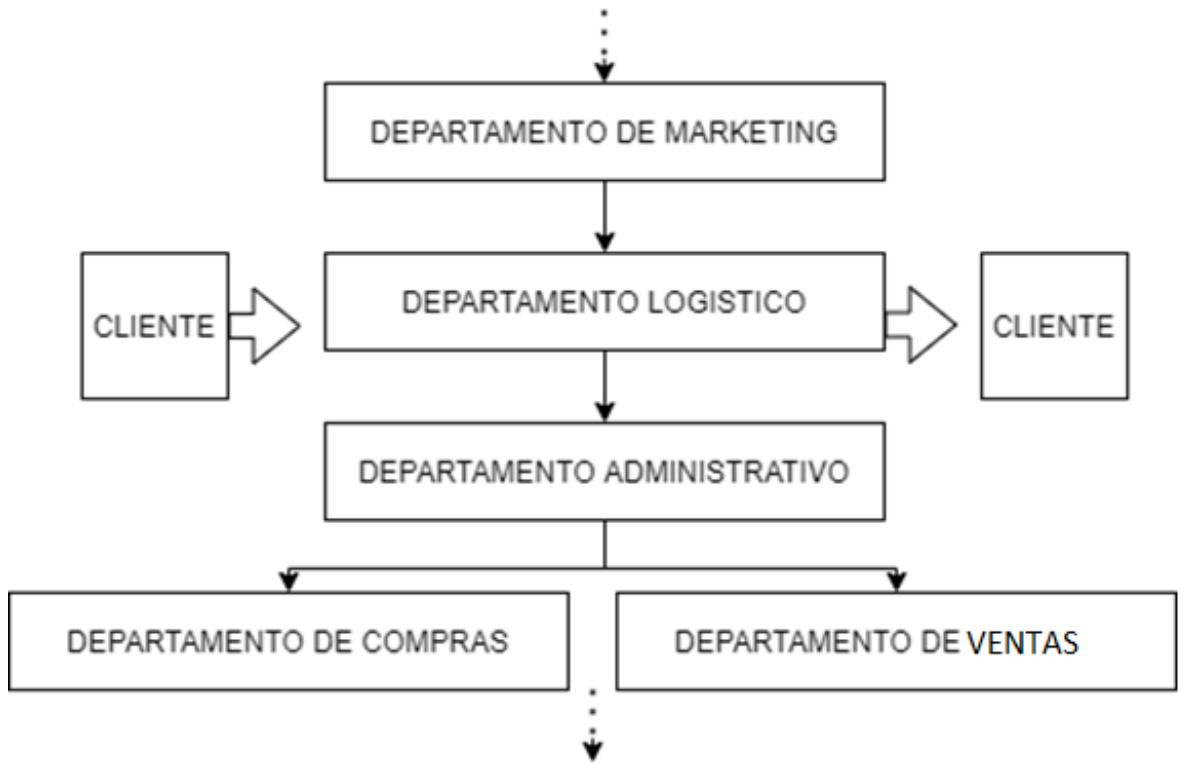 DEPARTAMENTO DE MARKETING
DEPARTAMENTO LOGISTICO
CLIENTE
CLIENTE
DEPARTAMENTO ADMINISTRATIVO
DEPARTAMENTO DE COMPRAS
DEPARTAMENTO DE VENTAS